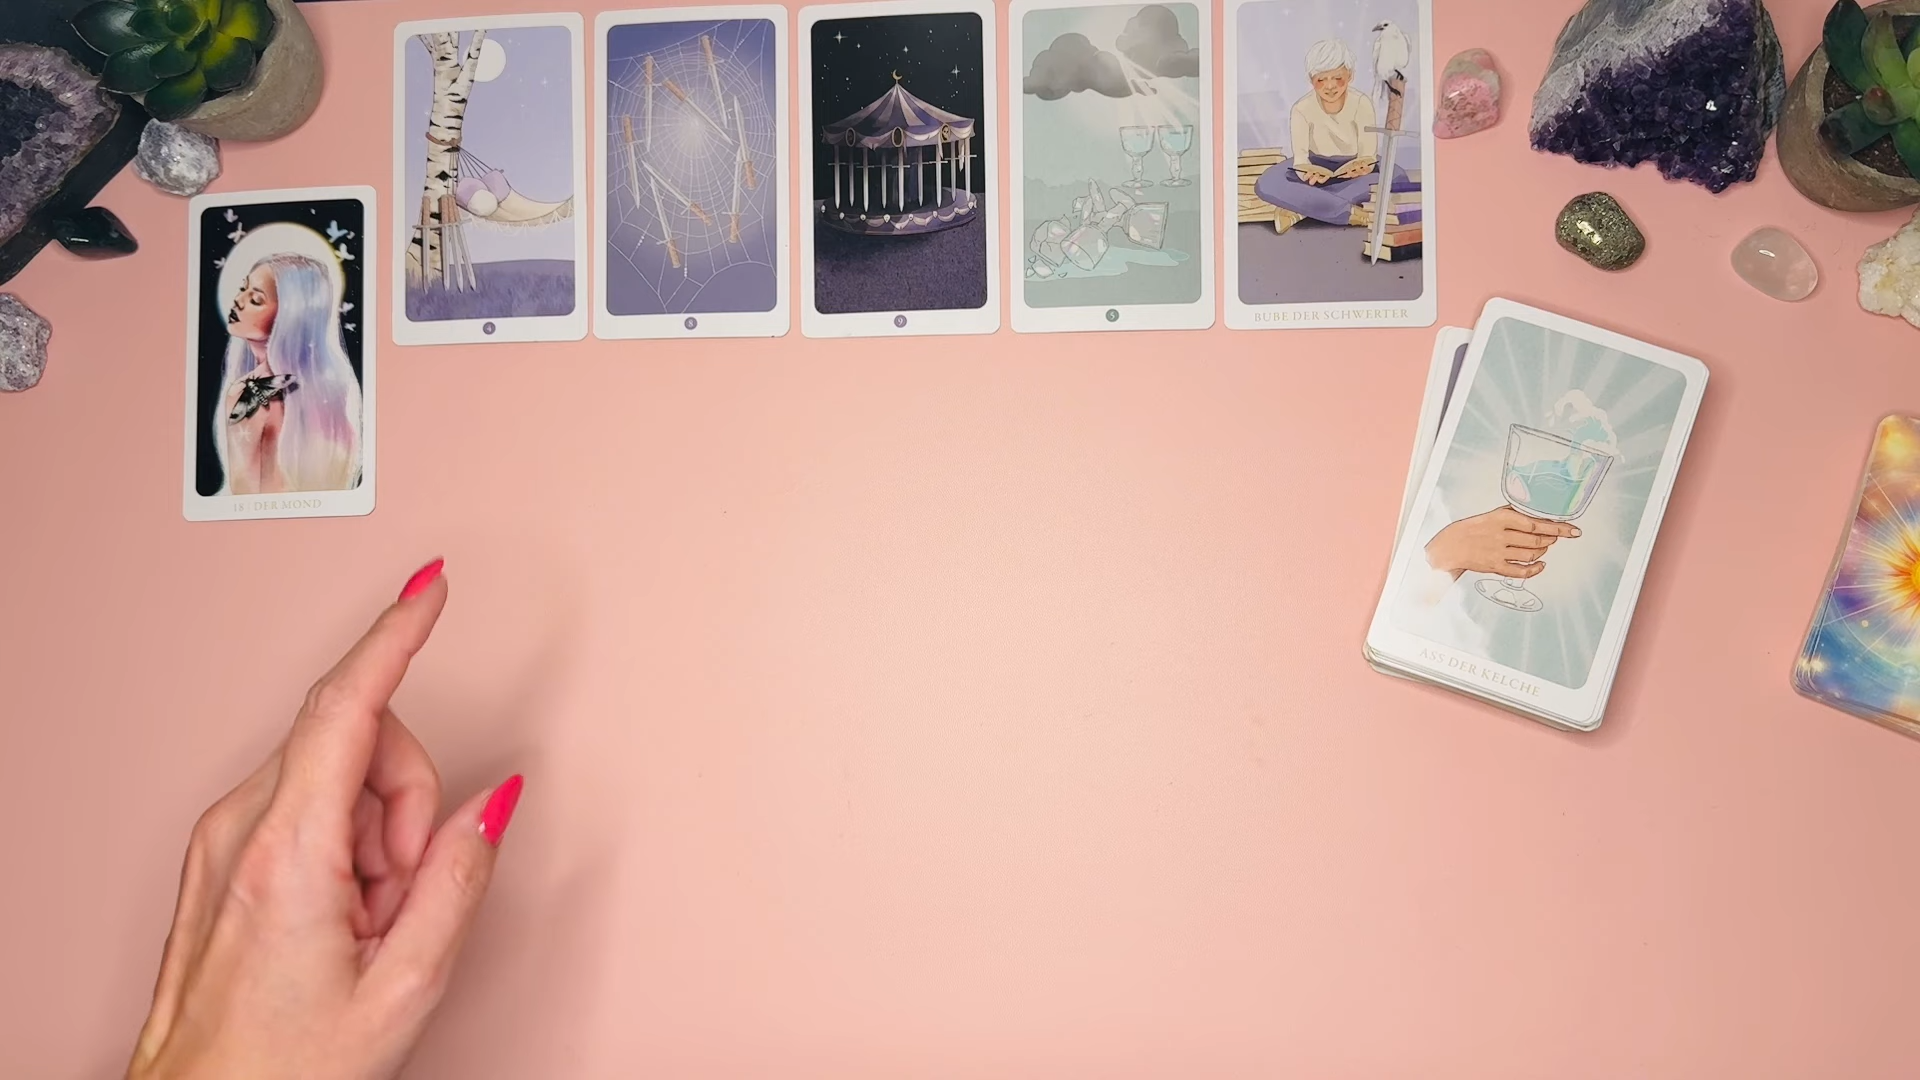 4
8
9
5
BUBE DER SCHWERTER
18 : DER MOND
ASS DER KELCHE